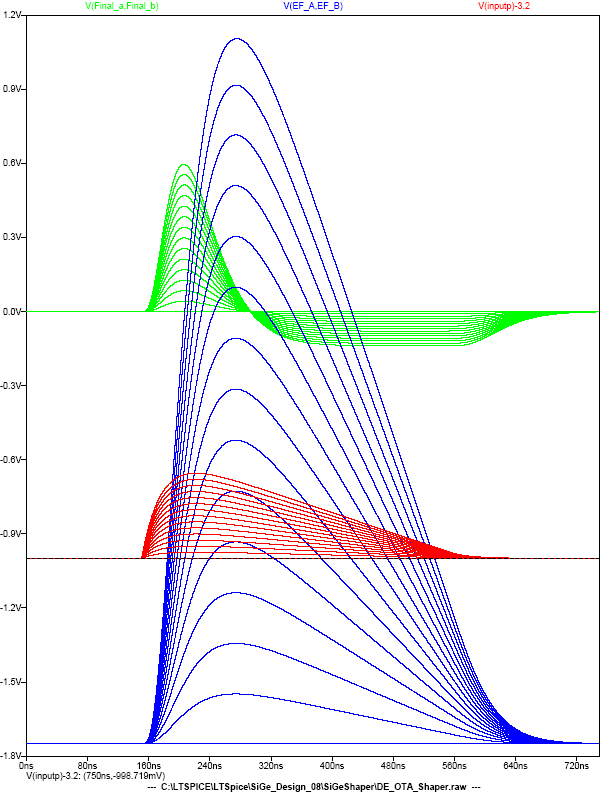 V(Final_a,Final_b) V(EF_A,EF_B) V(inputp)-3.2
1.2V
0.9V
0.6V
0.3V
0.0V
-0.3V
-0.6V
-0.9V
-1.2V
-1.5V
-1.8V
0ns 80ns 160ns 240ns 320ns 400ns 480ns 560ns 640ns 720ns
V(inputp)-3.2: (750ns,-998.719mV)
--- C:\LTSPICE\LTSpice\SiGe_Design_08\SiGeShaper\DE_OTA_Shaper.raw ---